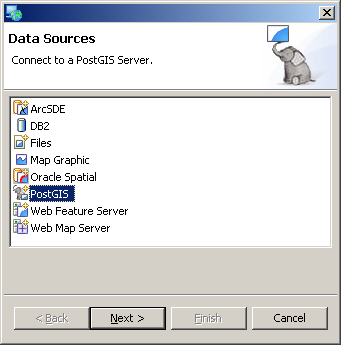 Data Sources
Connect to a PostGIS Server.
ArcSDE
DB2
Files
Map Graphic
Oracle Spatial
PostGIS
Web Feature Server
Web Map Server
< Back Next > Finish Cancel